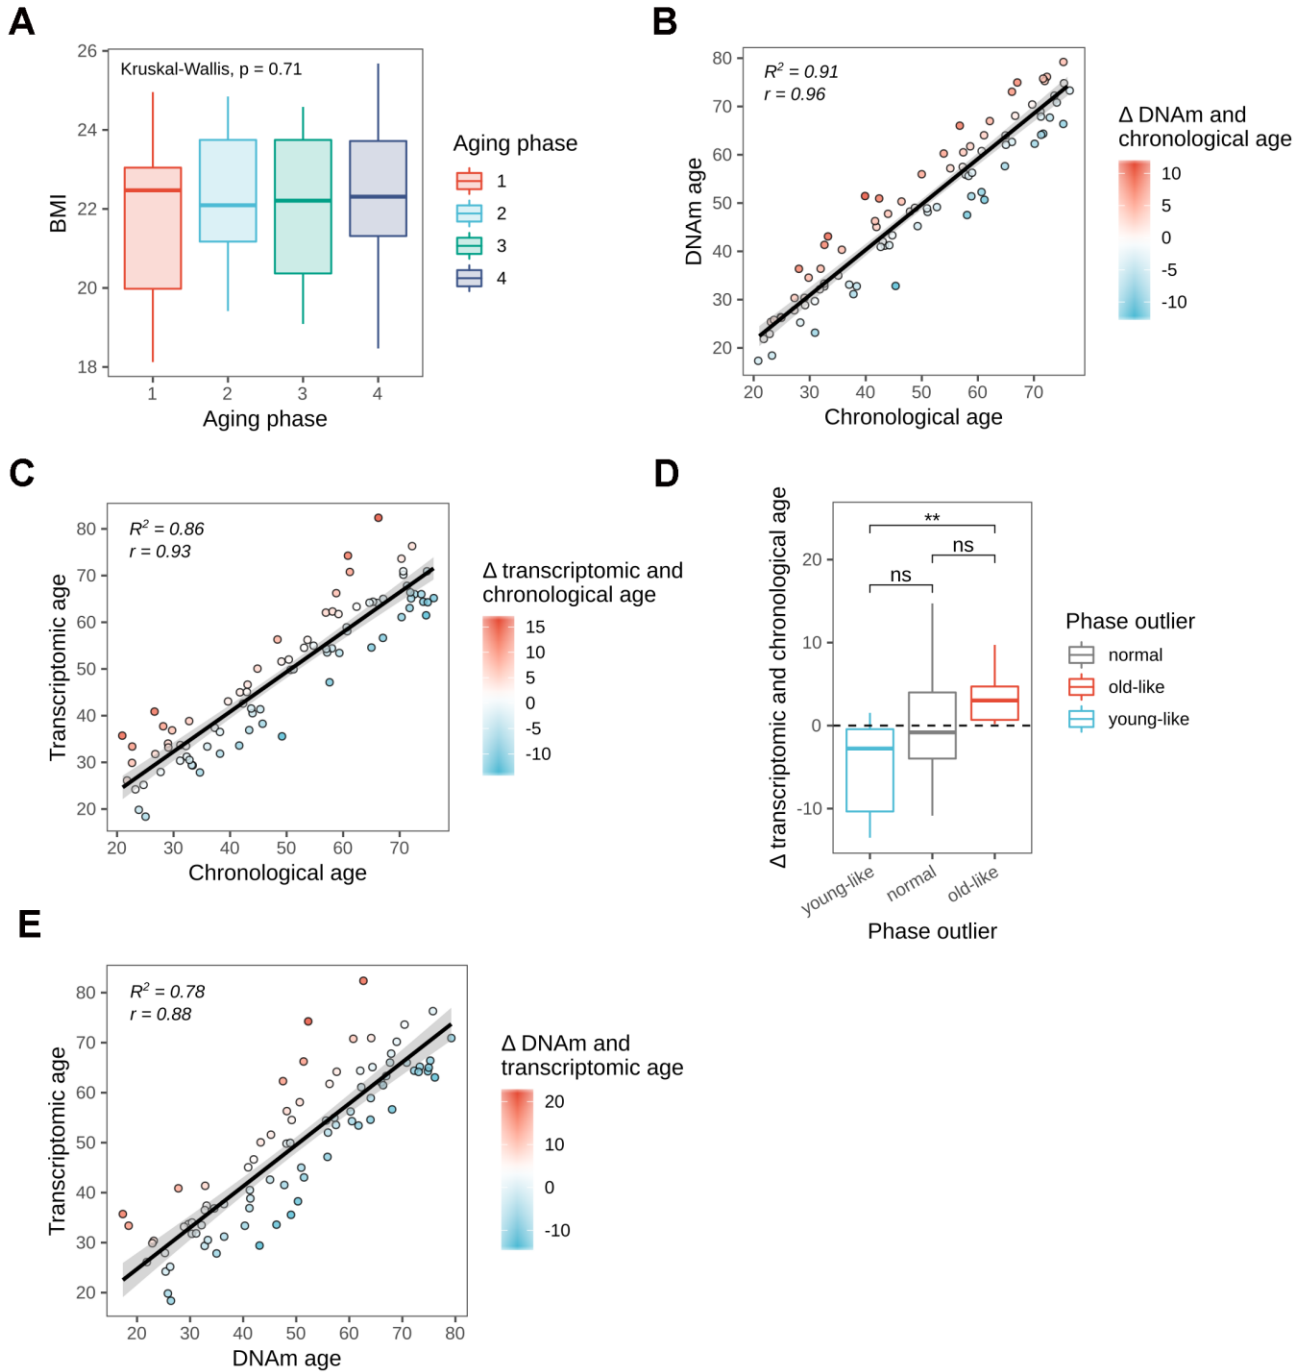 A
Kruskal-Wallis, p = 0.71
26
24
22
20
18
BMI
1
2
3
4
Aging phase
Aging phase
1
2
3
4
B
R² = 0.91
r = 0.96
80
70
60
50
40
30
20
DNAm age
20 30 40 50 60 70
Chronological age
Δ DNAm and
chronological age
10
5
0
-5
-10
C
R² = 0.86
r = 0.93
80
70
60
50
40
30
20
Transcriptomic age
20 30 40 50 60 70
Chronological age
Δ transcriptomic and
chronological age
15
10
5
0
-5
-10
D
Δ transcriptomic and chronological age
20
10
0
-10
**
ns
ns
young-like
normal
old-like
Phase outlier
Phase outlier
normal
old-like
young-like
E
R² = 0.78
r = 0.88
80
70
60
50
40
30
20
Transcriptomic age
20 30 40 50 60 70 80
DNAm age
Δ DNAm and
transcriptomic age
20
10
0
-10